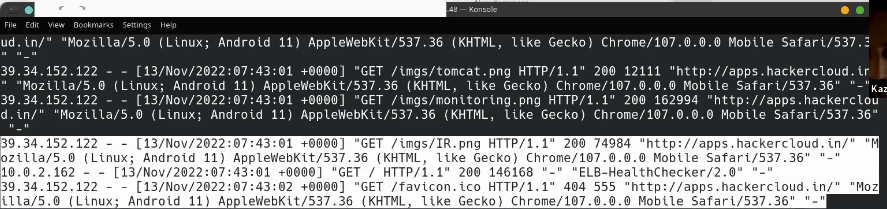 .48 — Konsole
File Edit View Bookmarks Settings Help
ud.in/" "Mozilla/5.0 (Linux; Android 11) AppleWebKit/537.36 (KHTML, like Gecko) Chrome/107.0.0.0 Mobile Safari/537.3
" "-"
39.34.152.122 - - [13/Nov/2022:07:43:01 +0000] "GET /imgs/tomcat.png HTTP/1.1" 200 12111 "http://apps.hackercloud.in
" "Mozilla/5.0 (Linux; Android 11) AppleWebKit/537.36 (KHTML, like Gecko) Chrome/107.0.0.0 Mobile Safari/537.36" "-"
Kaz
39.34.152.122 - - [13/Nov/2022:07:43:01 +0000] "GET /imgs/monitoring.png HTTP/1.1" 200 162994 "http://apps.hackerclou
d.in/" "Mozilla/5.0 (Linux; Android 11) AppleWebKit/537.36 (KHTML, like Gecko) Chrome/107.0.0.0 Mobile Safari/537.36"
"-"
39.34.152.122 - - [13/Nov/2022:07:43:01 +0000] "GET /imgs/IR.png HTTP/1.1" 200 74984 "http://apps.hackercloud.in/" "M
ozilla/5.0 (Linux; Android 11) AppleWebKit/537.36 (KHTML, like Gecko) Chrome/107.0.0.0 Mobile Safari/537.36" "-"
10.0.2.162 - - [13/Nov/2022:07:43:01 +0000] "GET / HTTP/1.1" 200 146168 "-" "ELB-HealthChecker/2.0" "-"
39.34.152.122 - - [13/Nov/2022:07:43:02 +0000] "GET /favicon.ico HTTP/1.1" 404 555 "http://apps.hackercloud.in/" "Moz
illa/5.0 (Linux; Android 11) AppleWebKit/537.36 (KHTML, like Gecko) Chrome/107.0.0.0 Mobile Safari/537.36" "-"